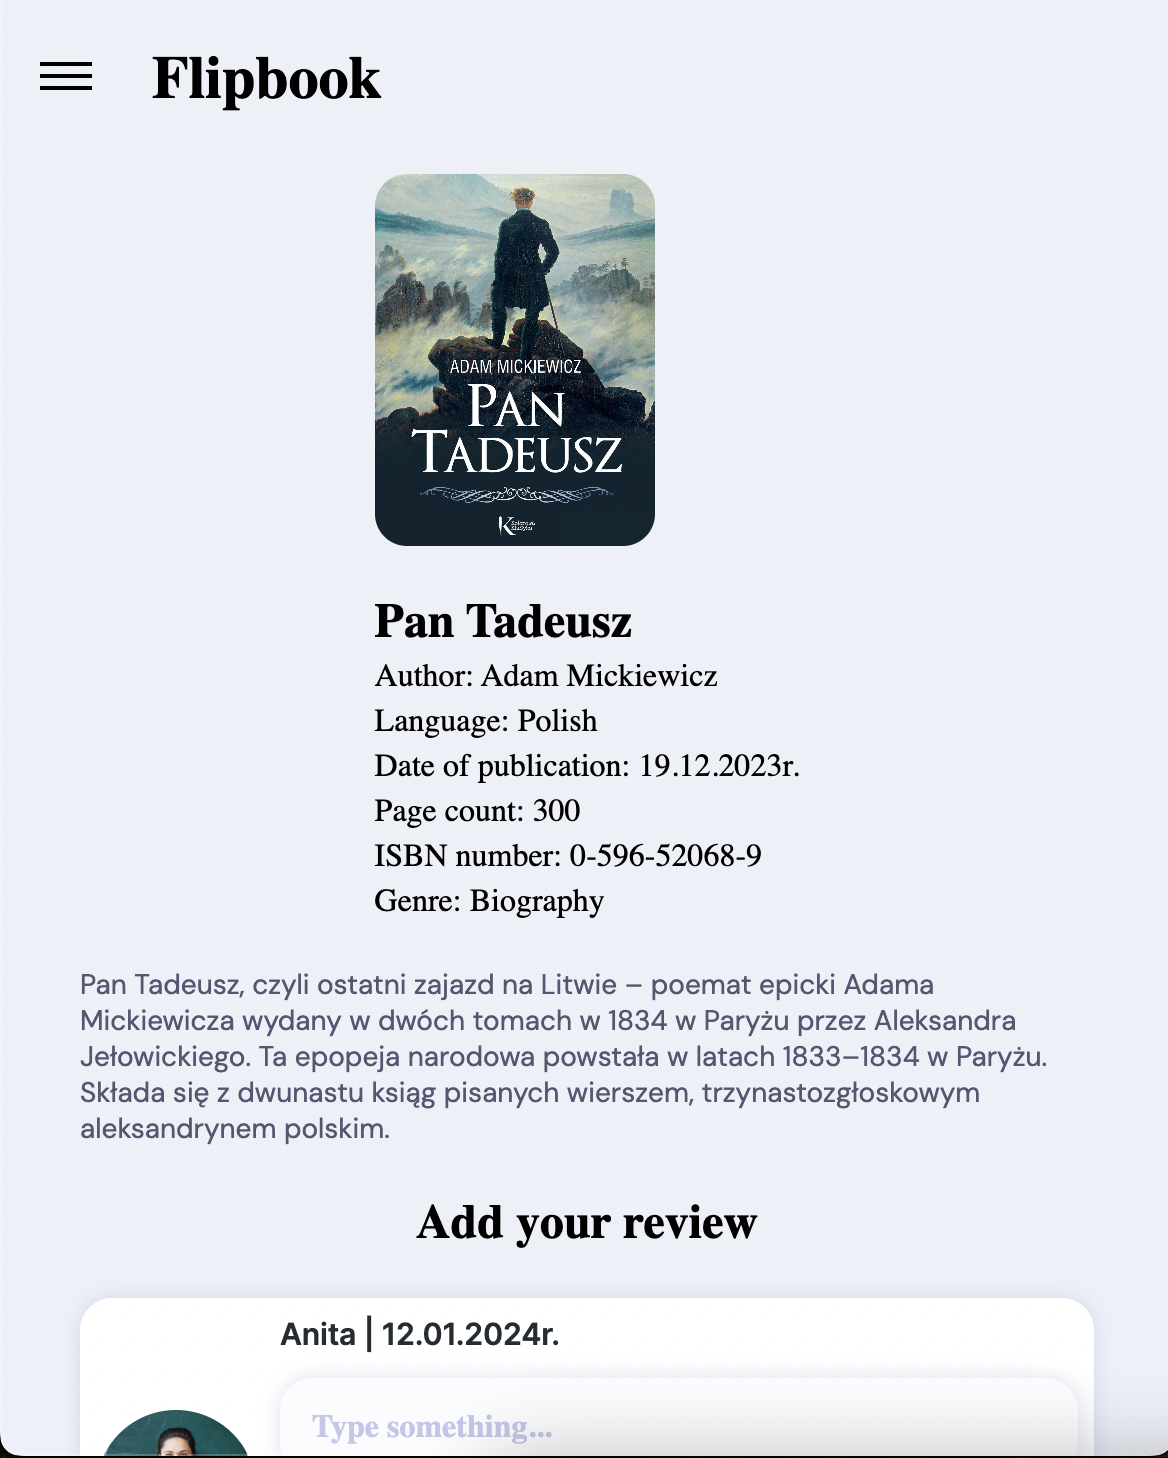 Flipbook
ADAM MICKIEWICZ
PAN
TADEUSZ
Pan Tadeusz
Author: Adam Mickiewicz
Language: Polish
Date of publication: 19.12.2023r.
Page count: 300
ISBN number: 0-596-52068-9
Genre: Biography
Pan Tadeusz, czyli ostatni zajazd na Litwie – poemat epicki Adama
Mickiewicza wydany w dwóch tomach w 1834 w Paryżu przez Aleksandra
Jełowickiego. Ta epopeja narodowa powstała w latach 1833–1834 w Paryżu.
Składa się z dwunastu ksiąg pisanych wierszem, trzynastozgłoskowym
aleksandrynem polskim.
Add your review
Anita | 12.01.2024r.
Type something...